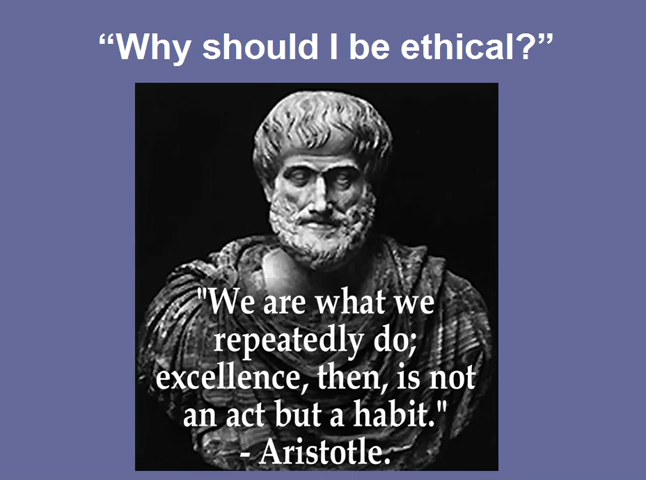 “Why should I be ethical?”
"We are what we
repeatedly do;
excellence, then, is not
an act but a habit."
- Aristotle.